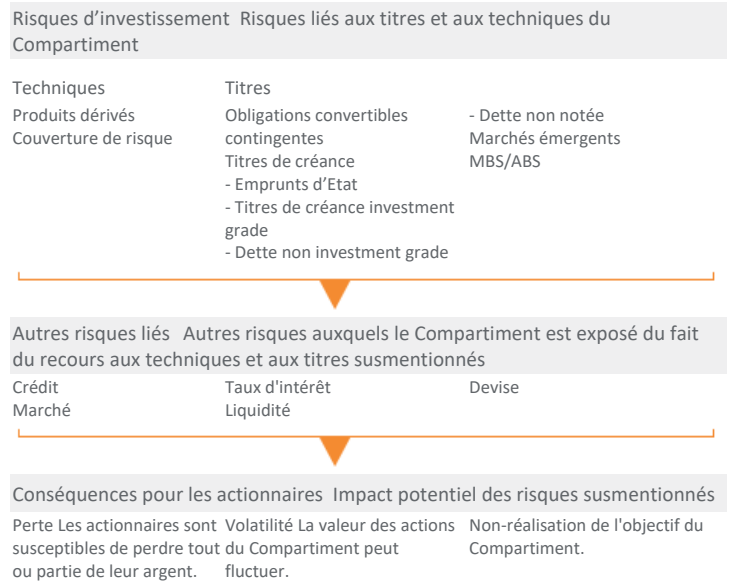 Risques d’investissement Risques liés aux titres et aux techniques du
Compartiment
Techniques
Produits dérivés
Couverture de risque
Titres
Obligations convertibles
contingentes
Titres de créance
- Emprunts d’Etat
- Titres de créance investment
grade
- Dette non investment grade
- Dette non notée
Marchés émergents
MBS/ABS
Autres risques liés Autres risques auxquels le Compartiment est exposé du fait
du recours aux techniques et aux titres susmentionnés
Crédit
Marché
Taux d'intérêt
Liquidité
Devise
Conséquences pour les actionnaires Impact potentiel des risques susmentionnés
Perte Les actionnaires sont
susceptibles de perdre tout
ou partie de leur argent.
Volatilité La valeur des actions
du Compartiment peut
fluctuer.
Non-réalisation de l'objectif du
Compartiment.